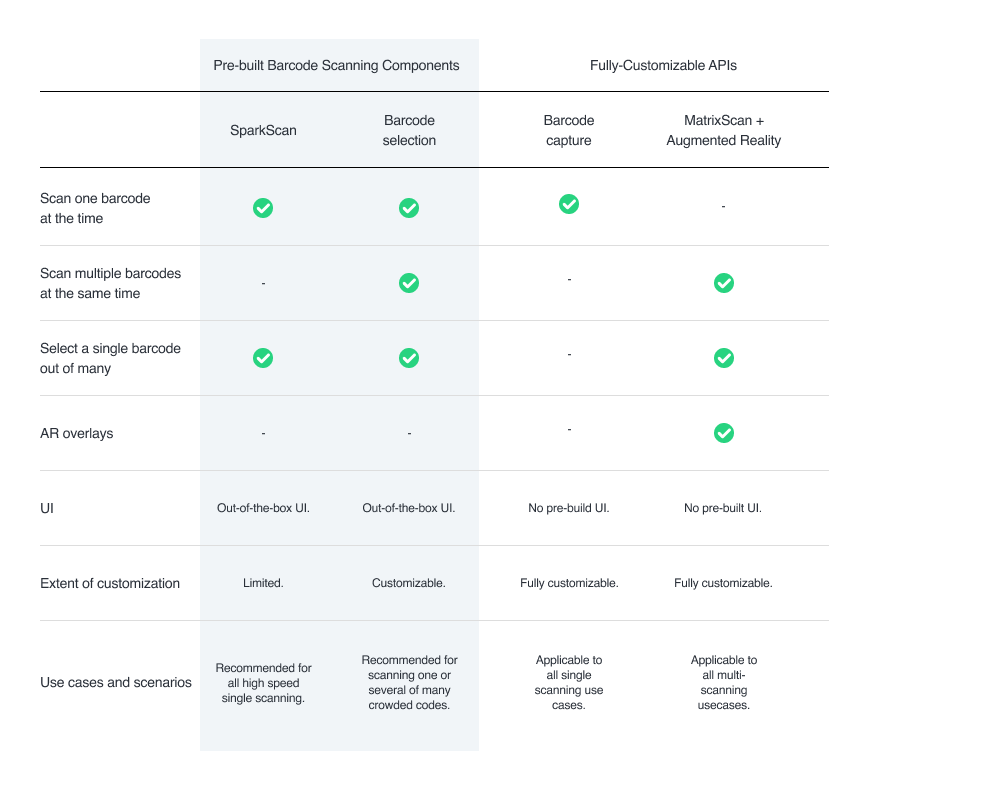 Pre-built Barcode Scanning Components
Fully-Customizable APIs
SparkScan
Barcode
selection
Barcode
capture
MatrixScan +
Augmented Reality
Scan one barcode
at the time
-
Scan multiple barcodes
at the same time
-
-
Select a single barcode
out of many
-
AR overlays
-
-
-
UI
Out-of-the-box UI.
Out-of-the-box UI.
No pre-build UI.
No pre-built UI.
Extent of customization
Limited.
Customizable.
Fully customizable.
Fully customizable.
Use cases and scenarios
Recommended for
all high speed
single scanning.
Recommended for
scanning one or
several of many
crowded codes.
Applicable to
all single
scanning use
cases.
Applicable to
all multi-
scanning
usecases.